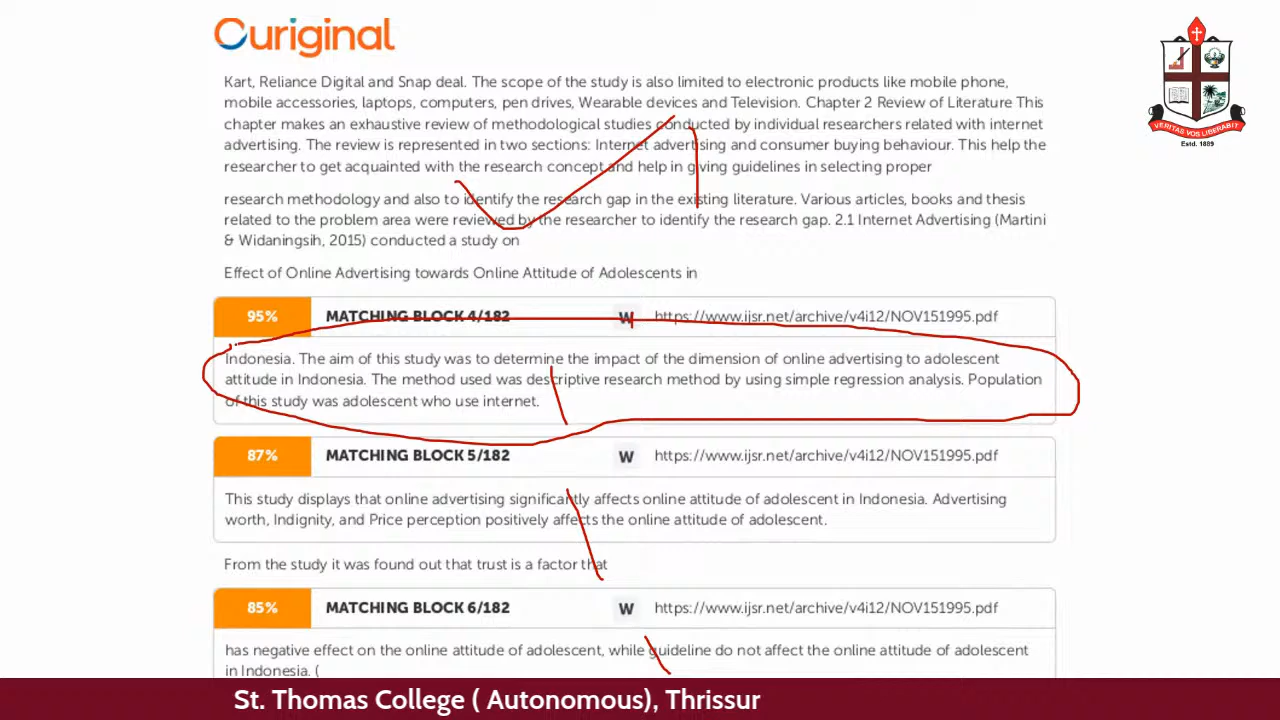 Ouriginal
Kart, Reliance Digital and Snap deal. The scope of the study is also limited to electronic products like mobile phone,
mobile accessories, laptops, computers, pen drives, Wearable devices and Television. Chapter 2 Review of Literature This
chapter makes an exhaustive review of methodological studies conducted by individual researchers related with internet
advertising. The review is represented in two sections: Internet advertising and consumer buying behaviour. This help the
researcher to get acquainted with the research concept and help in giving guidelines in selecting proper
research methodology and also to identify the research gap in the existing literature. Various articles, books and thesis
related to the problem area were reviewed by the researcher to identify the research gap. 2.1 Internet Advertising (Martini
& Widaningsih, 2015) conducted a study on
Effect of Online Advertising towards Online Attitude of Adolescents in
95% MATCHING BLOCK 4/182 W https://www.ijsr.net/archive/v4i12/NOV151995.pdf
Indonesia. The aim of this study was to determine the impact of the dimension of online advertising to adolescent
attitude in Indonesia. The method used was descriptive research method by using simple regression analysis. Population
of this study was adolescent who use internet.
87% MATCHING BLOCK 5/182 W https://www.ijsr.net/archive/v4i12/NOV151995.pdf
This study displays that online advertising significantly affects online attitude of adolescent in Indonesia. Advertising
worth, Indignity, and Price perception positively affects the online attitude of adolescent.
From the study it was found out that trust is a factor that
85% MATCHING BLOCK 6/182 W https://www.ijsr.net/archive/v4i12/NOV151995.pdf
has negative effect on the online attitude of adolescent, while guideline do not affect the online attitude of adolescent
in Indonesia. (
VERITAS VOS LIBERABIT
Estd. 1889
St. Thomas College ( Autonomous), Thrissur